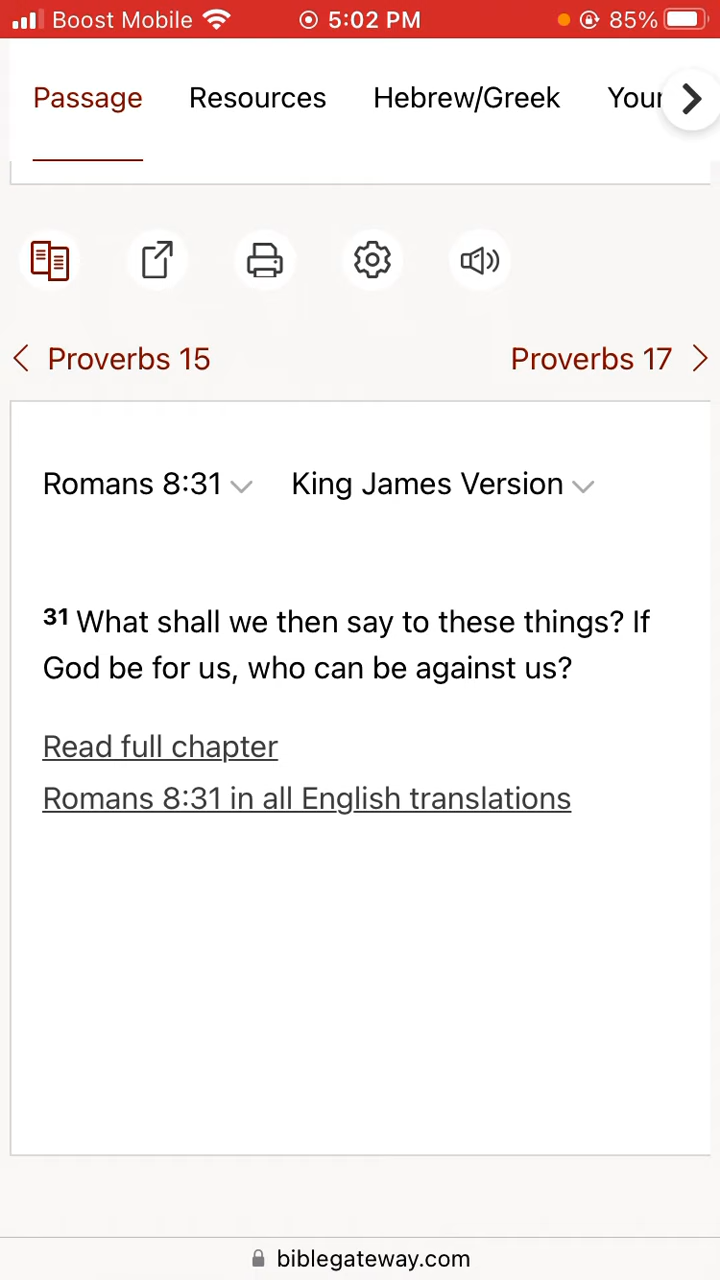 Boost Mobile 5:02 PM 85%
Passage Resources Hebrew/Greek Your
Proverbs 15 Proverbs 17
Romans 8:31 King James Version
31 What shall we then say to these things? If
God be for us, who can be against us?
Read full chapter
Romans 8:31 in all English translations
biblegateway.com